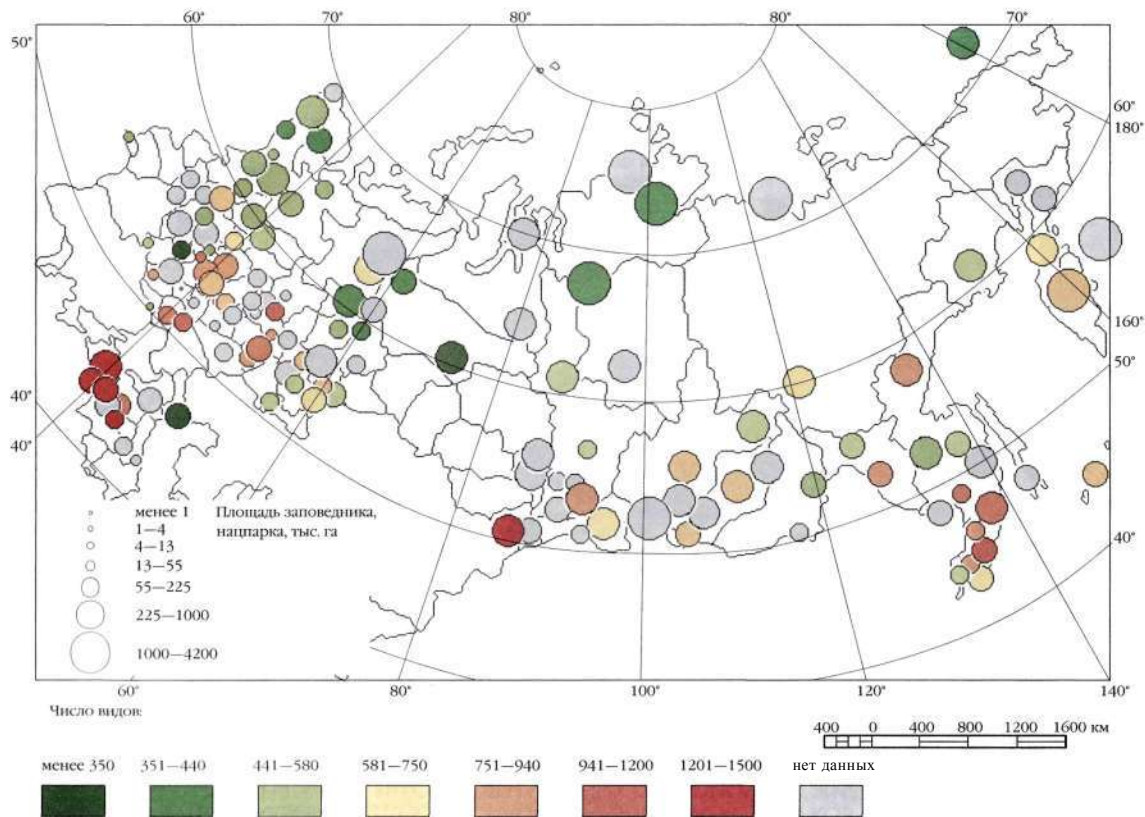 60° 70° 80° 80° 70°
50°
60°
180°
160°
50°
40°
40°
40°
менее 1 Площадь заповедника,
1—4 нацпарка, тыс. га
4—13
13—55
55—225
225—1000
1000—4200
60° 80° 100° 120° 140°
Число видов:
400 0 400 800 1200 1600 км
менее 350 351—440 441—580 581—750 751—940 941—1200 1201—1500 нет данных